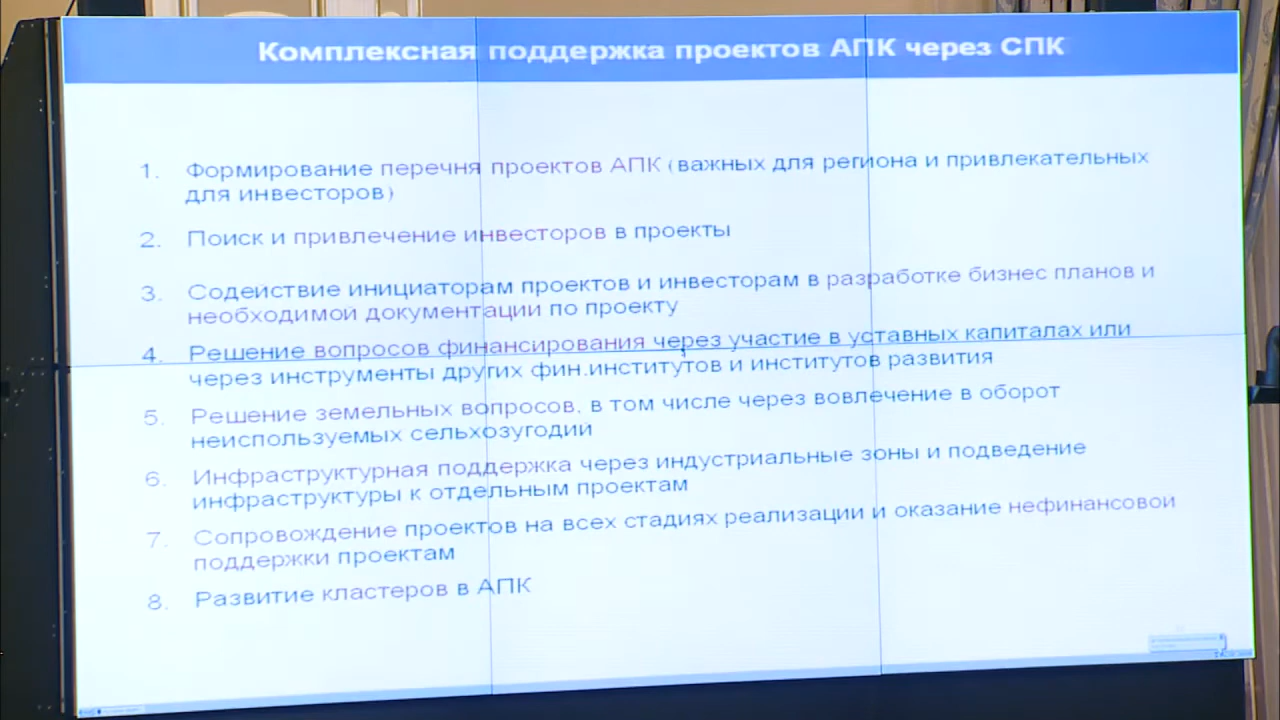 Комплексная поддержка проектов АПК через СПК
1. Формирование перечня проектов АПК (важных для региона и привлекательных
для инвесторов)
2. Поиск и привлечение инвесторов в проекты
3. Содействие инициаторам проектов и инвесторам в разработке бизнес планов и
необходимой документации по проекту
4. Решение вопросов финансирования через участие в уставных капиталах или
через инструменты других фин.институтов и институтов развития
5. Решение земельных вопросов, в том числе через вовлечение в оборот
неиспользуемых сельхозугодий
6. Инфраструктурная поддержка через индустриальные зоны и подведение
инфраструктуры к отдельным проектам
7. Сопровождение проектов на всех стадиях реализации и оказание нефинансовой
поддержки проектам
8. Развитие кластеров в АПК